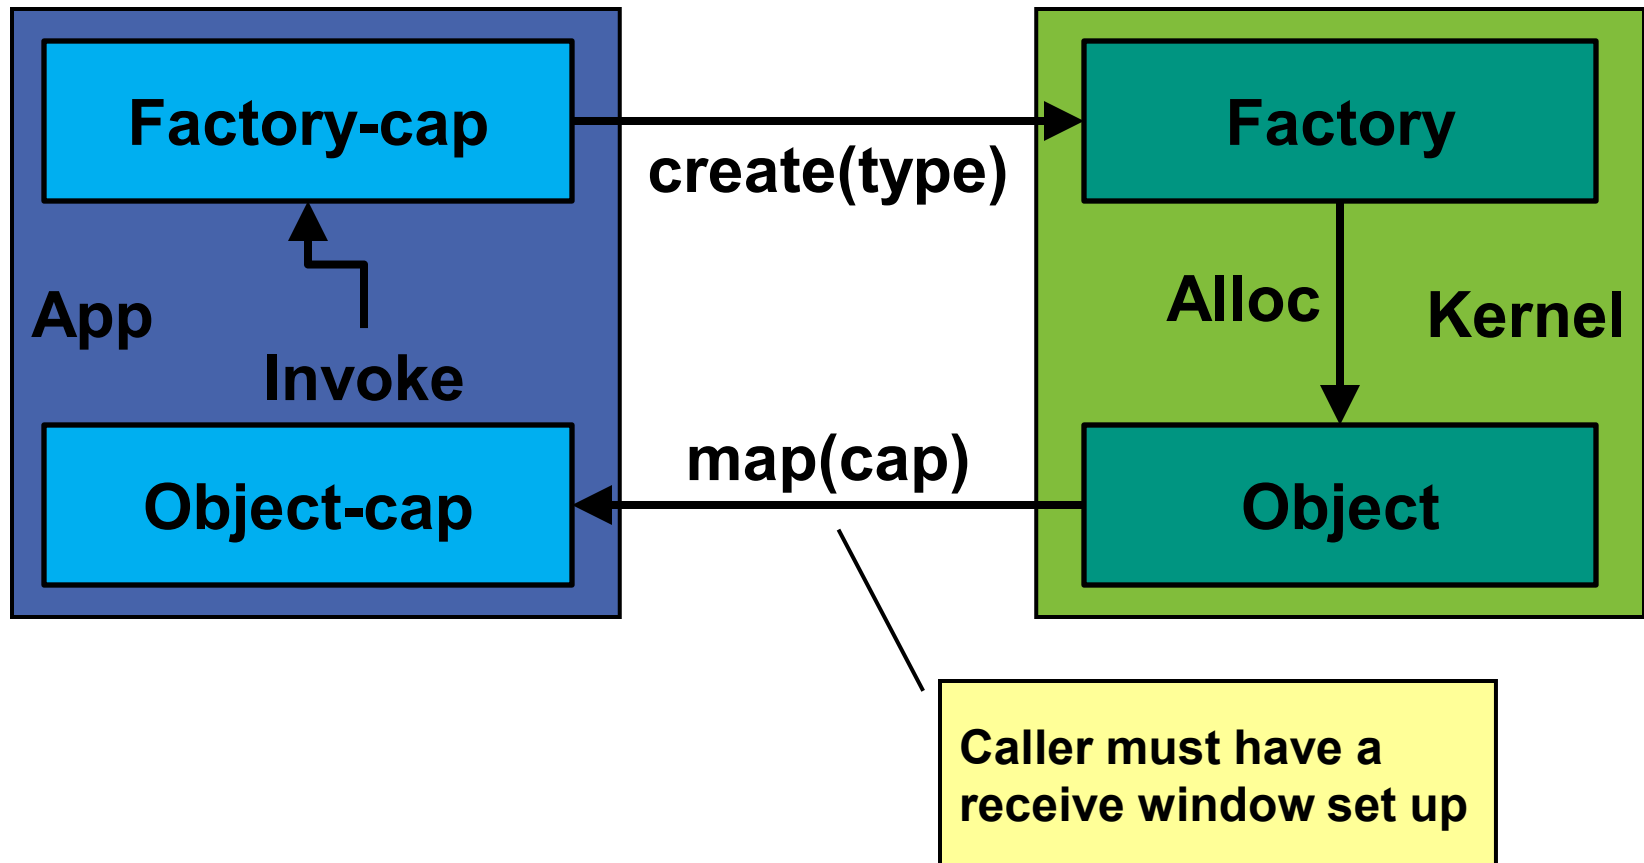 Factory-cap
Factory
create(type)
App
Invoke
Alloc
Kernel
map(cap)
Object-cap
Object
Caller must have a
receive window set up